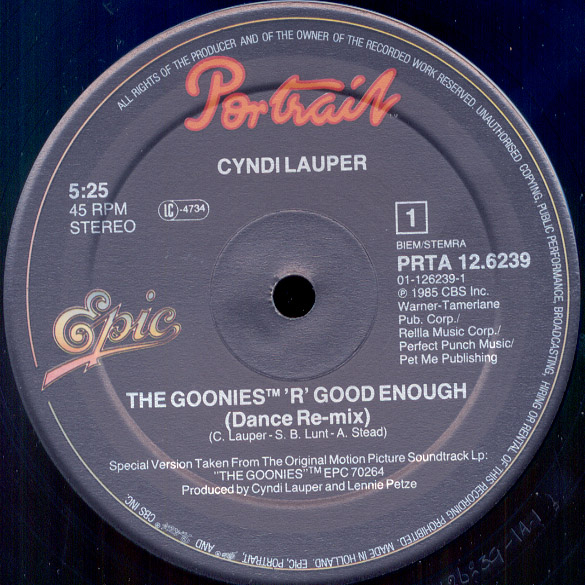 ALL RIGHTS OF THE PRODUCER AND OF THE OWNER OF THE RECORDED WORK RESERVED. UNAUTHORISED COPYING, PUBLIC PERFORMANCE, BROADCASTING, HIRING OR RENTAL OF THIS RECORDING PROHIBITED. MADE IN HOLLAND. EPIC, PORTRAIT, AND CBS INC.
Portrait
CYNDI LAUPER
5:25
45 RPM
STEREO
LC-4734
1
BIEM/STEMRA
PRTA 12.6239
01-126239-1
℗ 1985 CBS Inc.
Warner-Tamerlane
Pub. Corp./
Rella Music Corp./
Perfect Punch Music/
Pet Me Publishing
Epic
THE GOONIES™ 'R' GOOD ENOUGH
(Dance Re-mix)
(C. Lauper - S. B. Lunt - A. Stead)
Special Version Taken From The Original Motion Picture Soundtrack Lp:
"THE GOONIES"™ EPC 70264
Produced by Cyndi Lauper and Lennie Petze